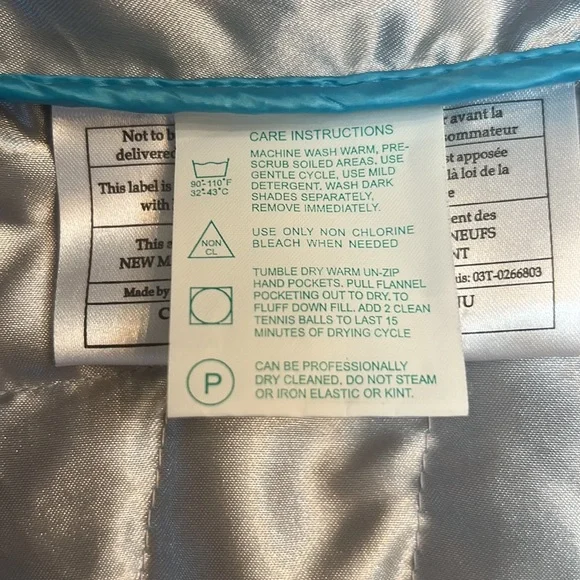 Not to b
delivered
This label is
with
This a
NEW M
Made by
C
CARE INSTRUCTIONS
90°-110°F
32°-43°C
MACHINE WASH WARM, PRE-
SCRUB SOILED AREAS. USE
GENTLE CYCLE, USE MILD
DETERGENT. WASH DARK
SHADES SEPARATELY,
REMOVE IMMEDIATELY.
NON
CL
USE ONLY NON CHLORINE
BLEACH WHEN NEEDED
TUMBLE DRY WARM UN-ZIP
HAND POCKETS. PULL FLANNEL
POCKETING OUT TO DRY, TO
FLUFF DOWN FILL. ADD 2 CLEAN
TENNIS BALLS TO LAST 15
MINUTES OF DRYING CYCLE
P
CAN BE PROFESSIONALLY
DRY CLEANED. DO NOT STEAM
OR IRON ELASTIC OR KINT.
avant la
ommateur
st apposée
là loi de la
e
ent des
NEUFS
NT
is: 03T-0266803
NU